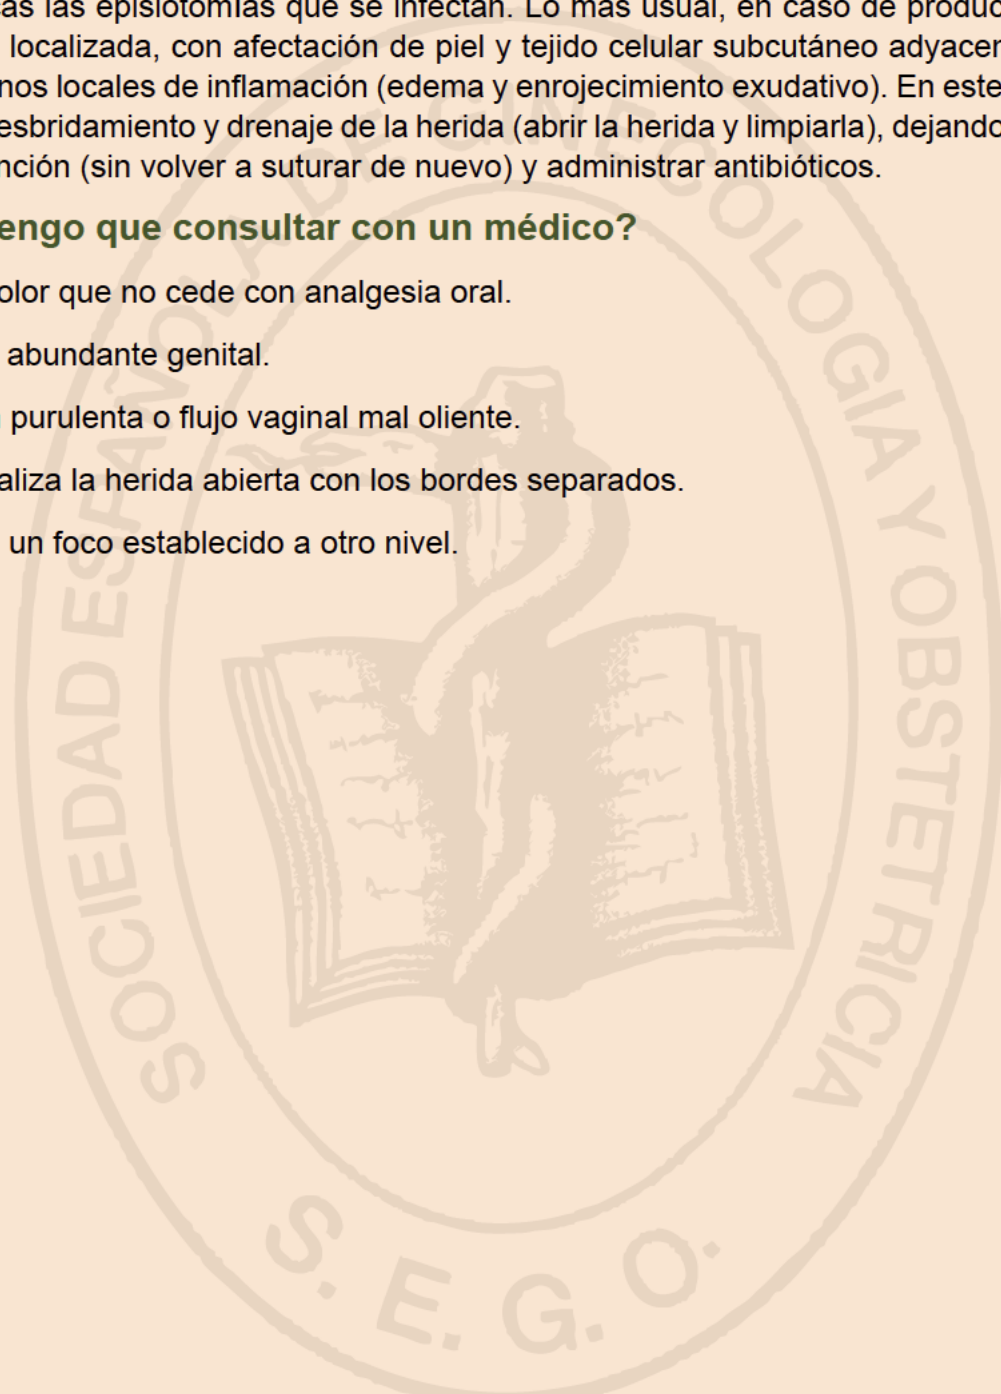 cas las episiotomías que se infectan. Lo más usual, en caso de produc
localizada, con afectación de piel y tejido celular subcutáneo adyacen
nos locales de inflamación (edema y enrojecimiento exudativo). En este
esbridamiento y drenaje de la herida (abrir la herida y limpiarla), dejando
nción (sin volver a suturar de nuevo) y administrar antibióticos.
engo que consultar con un médico?
olor que no cede con analgesia oral.
abundante genital.
purulenta o flujo vaginal mal oliente.
aliza la herida abierta con los bordes separados.
un foco establecido a otro nivel.
SOCIEDAD ESPAÑOLA DE GINECOLOGÍA Y OBSTETRICIA
S. E. G. O.